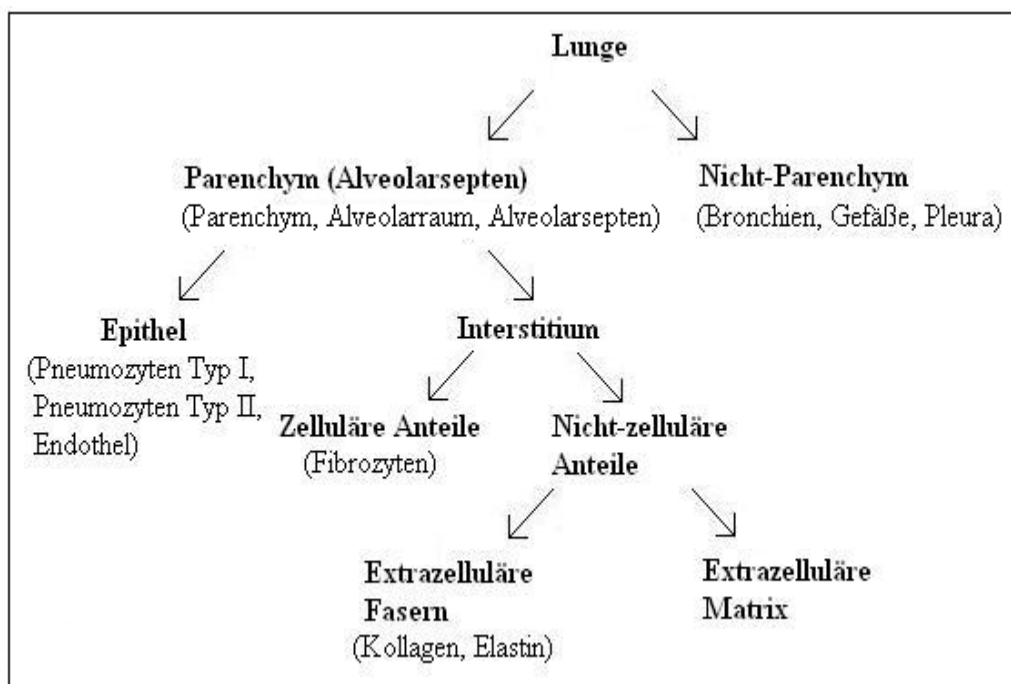 Lunge
Parenchym (Alveolarsepten)
(Parenchym, Alveolarraum, Alveolarsepten)
Nicht-Parenchym
(Bronchien, Gefäße, Pleura)
Epithel
(Pneumozyten Typ I,
Pneumozyten Typ II,
Endothel)
Interstitium
Zelluläre Anteile
(Fibrozyten)
Nicht-zelluläre
Anteile
Extrazelluläre
Fasern
(Kollagen, Elastin)
Extrazelluläre
Matrix